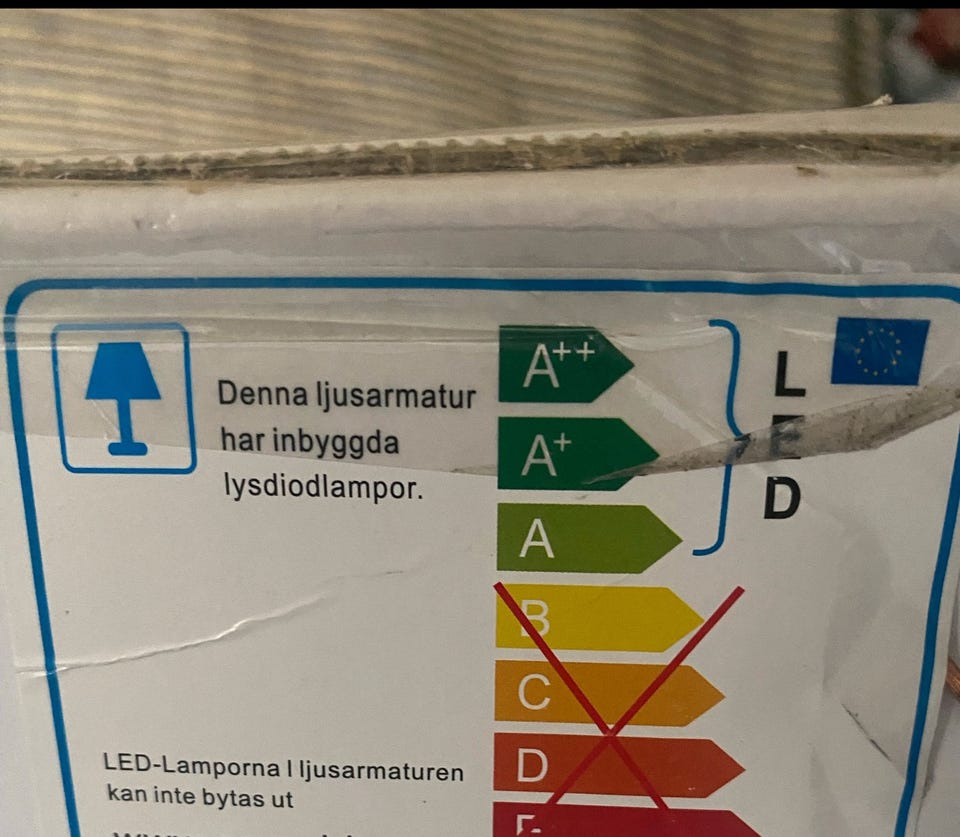 Denna ljusarmatur
har inbyggda
lysdiodlampor.
A++
A+
A
L
E
D
B
C
D
LED-Lamporna I ljusarmaturen
kan inte bytas ut